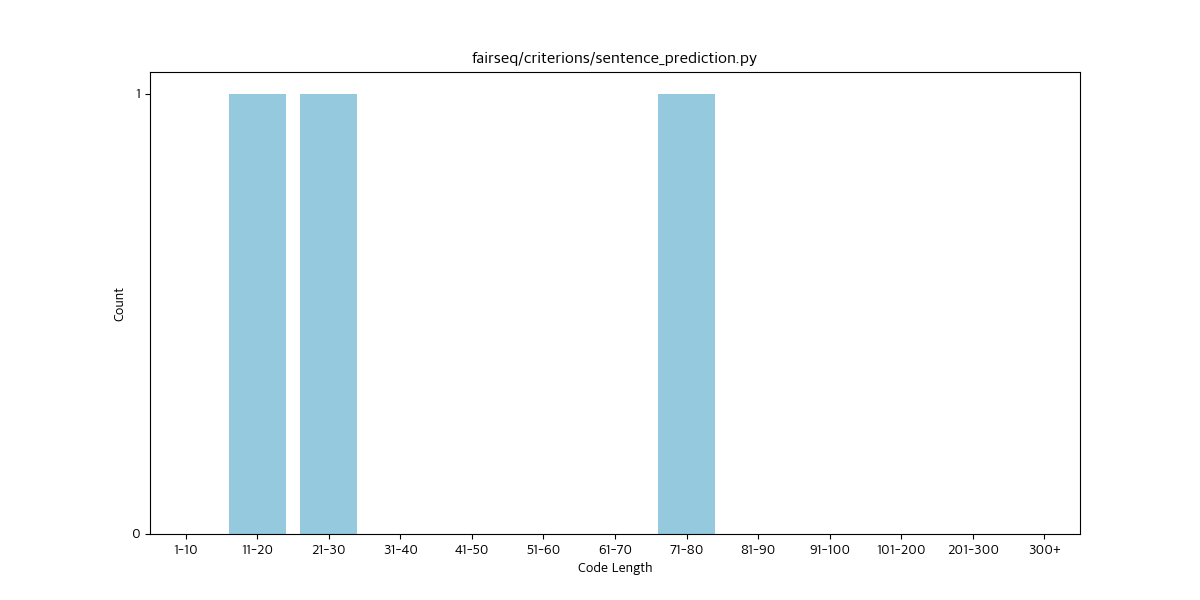 fairseq/criterions/sentence_prediction.py
Count
1
0
1-10 11-20 21-30 31-40 41-50 51-60 61-70 71-80 81-90 91-100 101-200 201-300 300+
Code Length